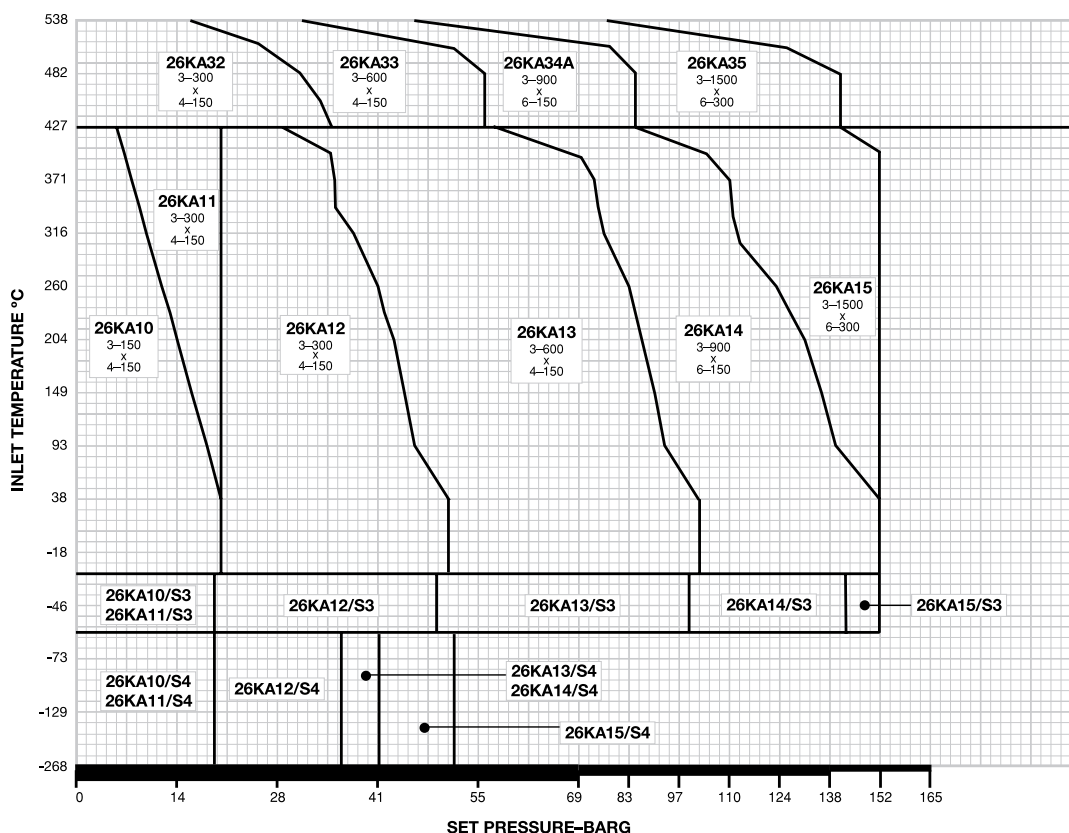 538
482
427
371
316
260
204
149
93
38
-18
-46
-73
-129
-268
INLET TEMPERATURE °C
26KA32
3–300
x
4–150
26KA33
3–600
x
4–150
26KA34A
3–900
x
6–150
26KA35
3–1500
x
6–300
26KA11
3–300
x
4–150
26KA10
3–150
x
4–150
26KA12
3–300
x
4–150
26KA13
3–600
x
4–150
26KA14
3–900
x
6–150
26KA15
3–1500
x
6–300
26KA10/S3
26KA11/S3
26KA12/S3
26KA13/S3
26KA14/S3
26KA15/S3
26KA10/S4
26KA11/S4
26KA12/S4
26KA13/S4
26KA14/S4
26KA15/S4
0 14 28 41 55 69 83 97 110 124 138 152 165
SET PRESSURE–BARG